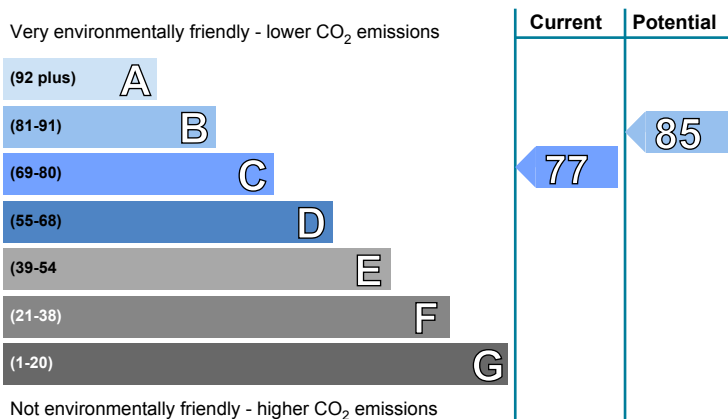 Very environmentally friendly - lower CO2 emissions
Current
Potential
(92 plus) A
(81-91) B
85
(69-80) C
77
(55-68) D
(39-54 E
(21-38) F
(1-20) G
Not environmentally friendly - higher CO2 emissions